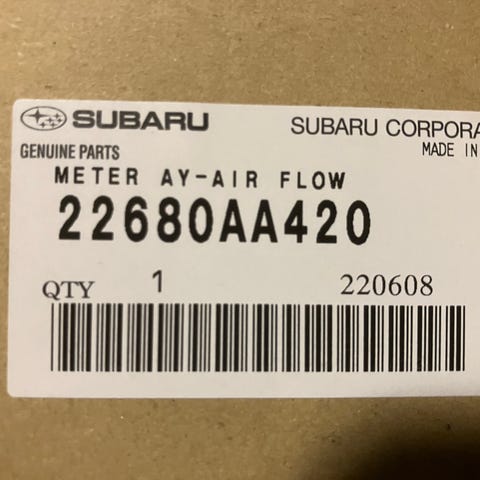 SUBARU SUBARU CORPORA
GENUINE PARTS MADE IN
METER AY-AIR FLOW
22680AA420
QTY 1 220608